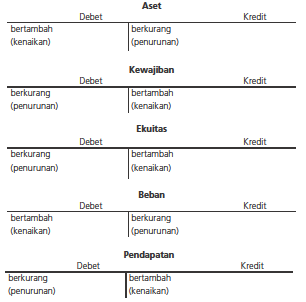 Aset
Debet Kredit
bertambah berkurang
(kenaikan) (penurunan)
Kewajiban
Debet Kredit
berkurang bertambah
(penurunan) (kenaikan)
Ekuitas
Debet Kredit
berkurang bertambah
(penurunan) (kenaikan)
Beban
Debet Kredit
bertambah berkurang
(kenaikan) (penurunan)
Pendapatan
Debet Kredit
berkurang bertambah
(penurunan) (kenaikan)